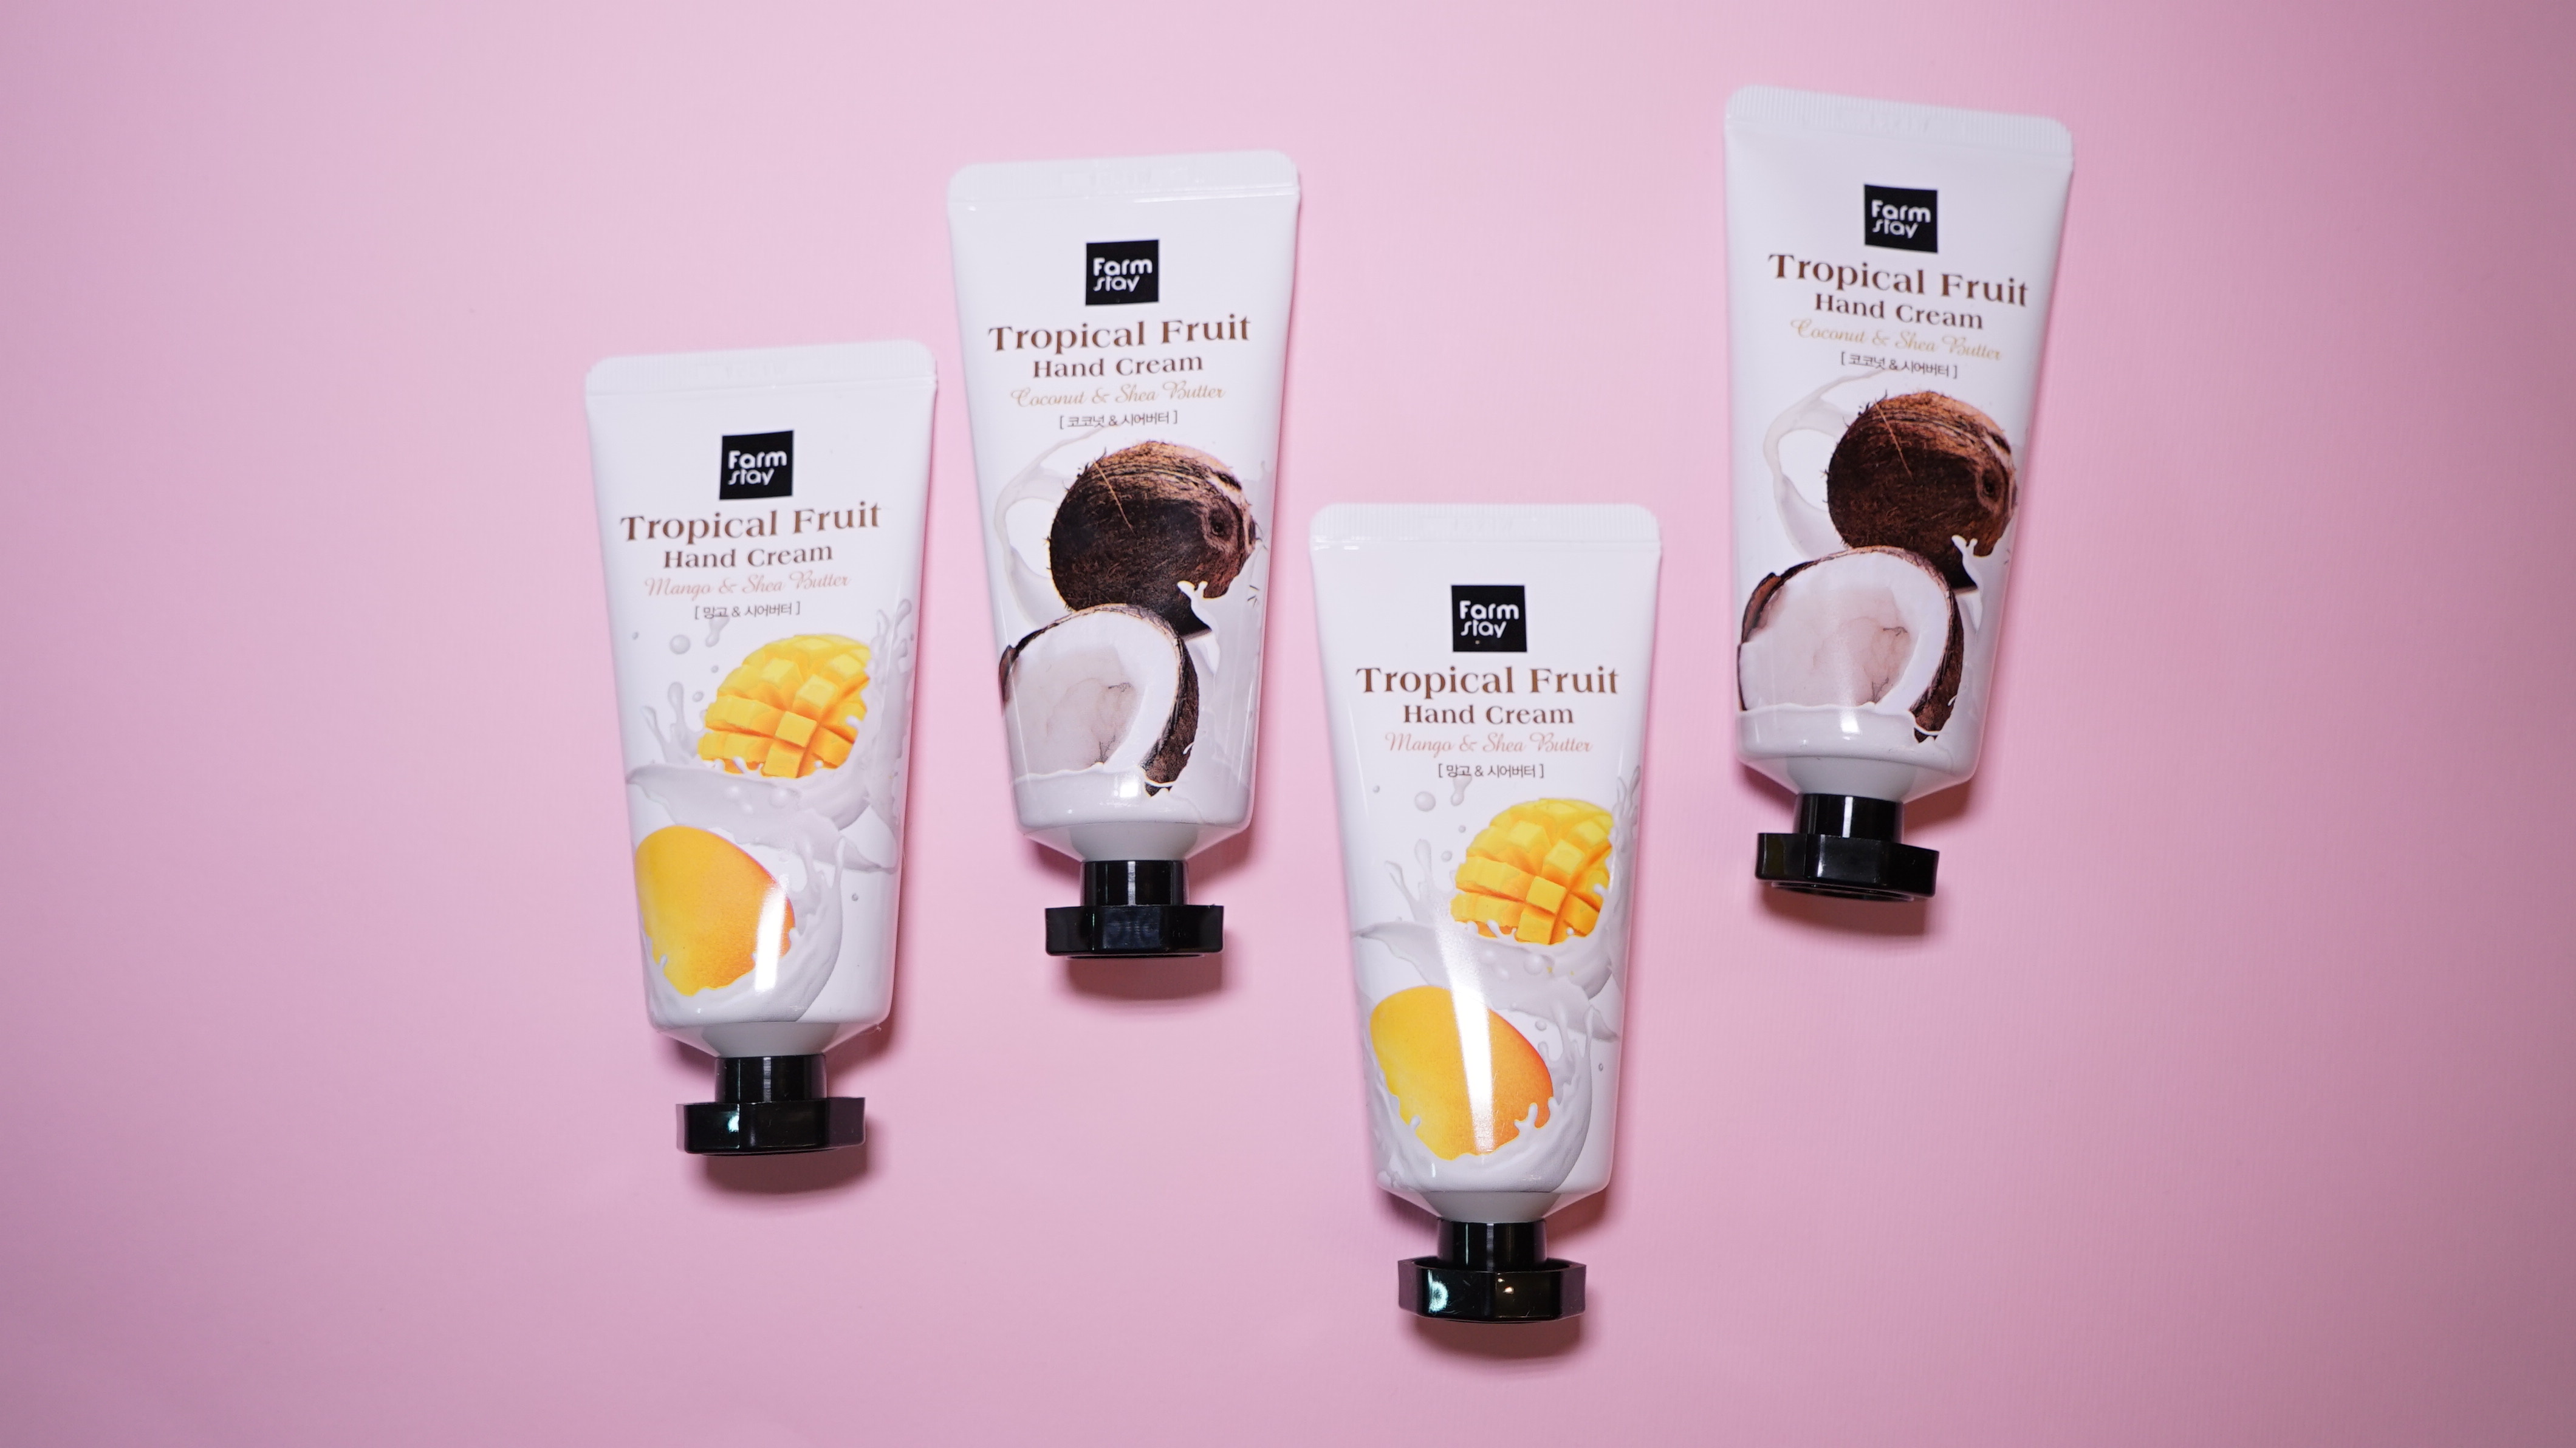 Farm
stay
Tropical Fruit
Hand Cream
Mango & Shea Butter
[ 망고 & 시어버터 ]
Farm
stay
Tropical Fruit
Hand Cream
Coconut & Shea Butter
[ 코코넛 & 시어버터 ]
Farm
stay
Tropical Fruit
Hand Cream
Mango & Shea Butter
[ 망고 & 시어버터 ]
Farm
stay
Tropical Fruit
Hand Cream
Coconut & Shea Butter
[ 코코넛 & 시어버터 ]